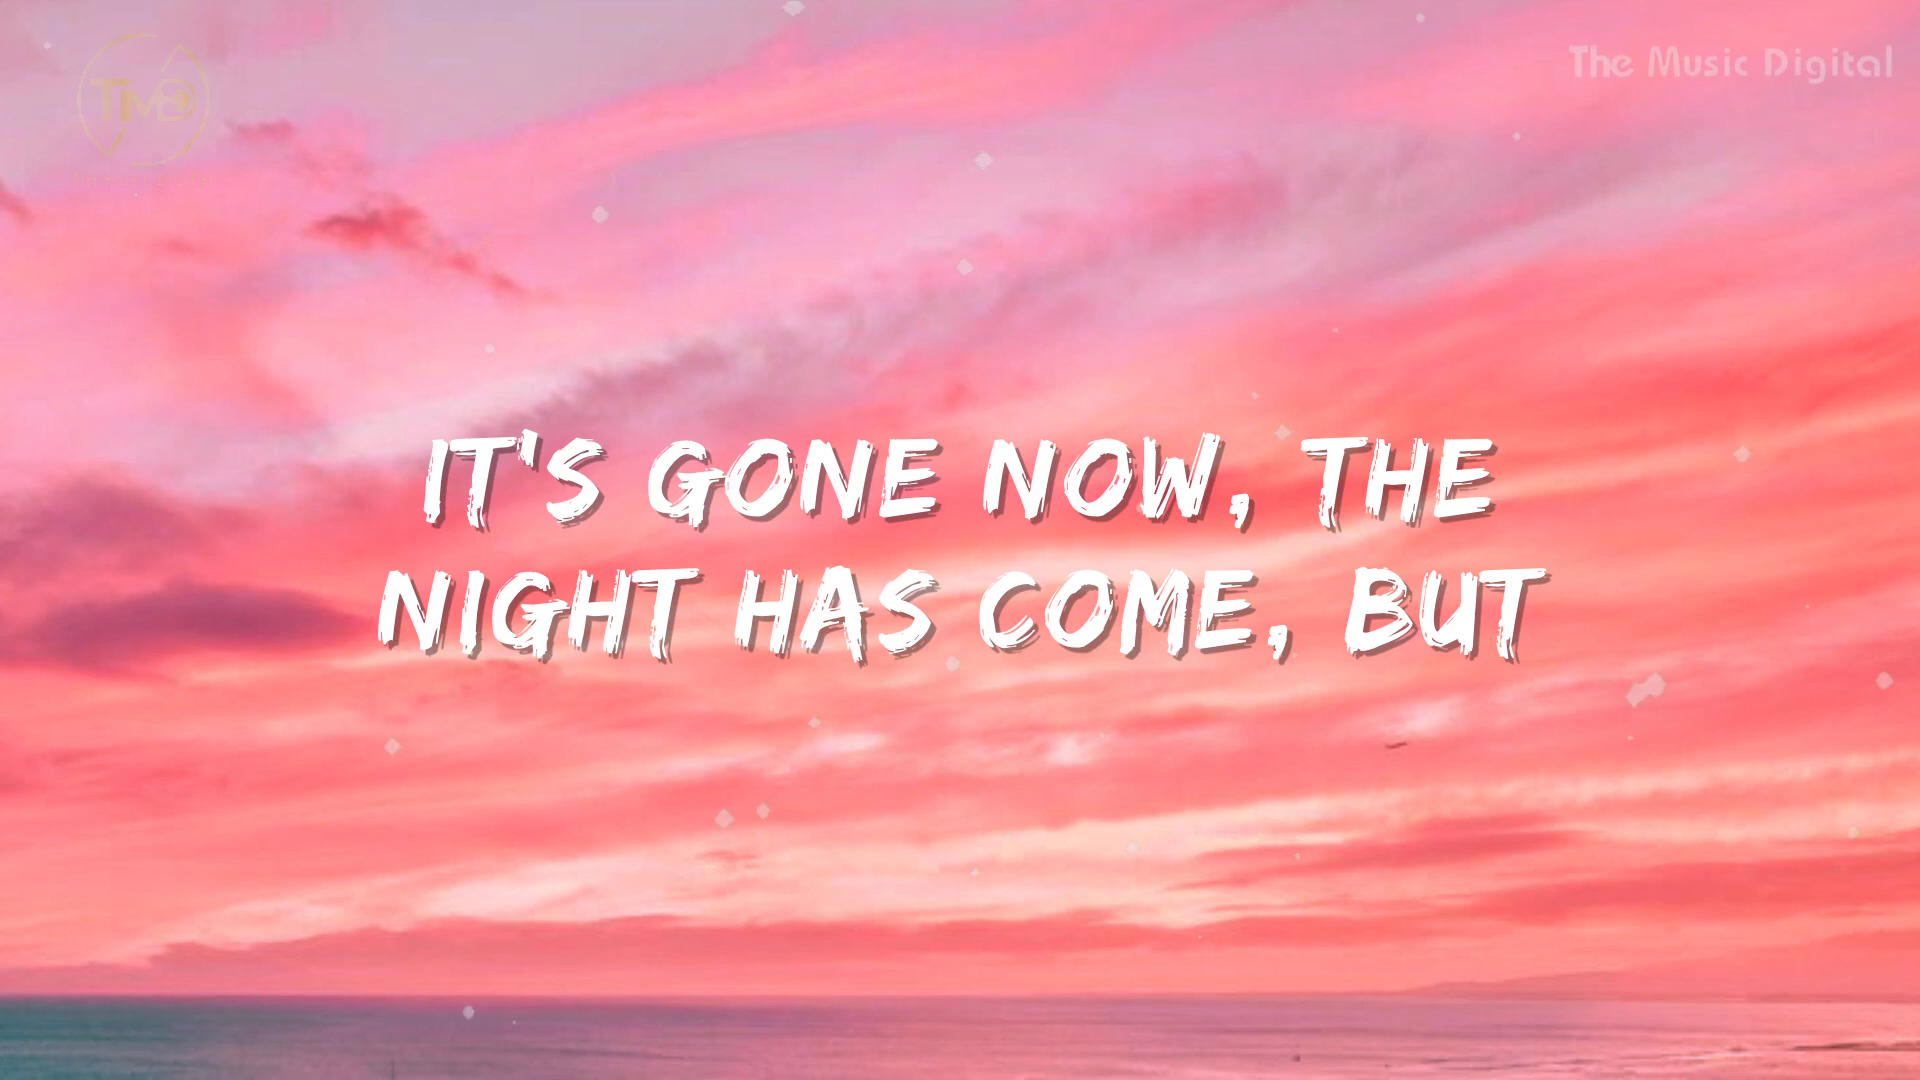 The Music Digital
IT'S GONE NOW, THE
NIGHT HAS COME, BUT